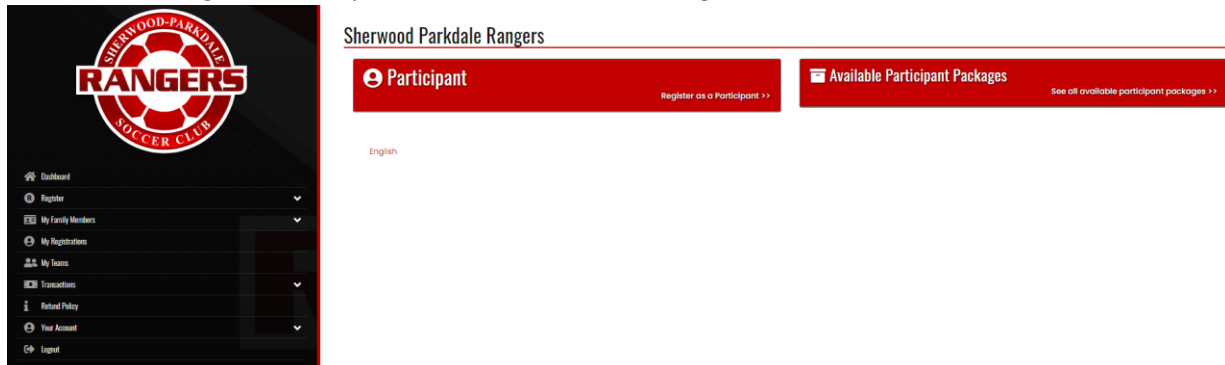 SHERWOOD-PARKDALE
RANGERS
SOCCER CLUB
Dashboard
Register
My Family Members
My Registrations
My Teams
Transactions
Refund Policy
Your Account
Logout
Sherwood Parkdale Rangers
Participant
Register as a Participant >>
Available Participant Packages
See all available participant packages >>
English